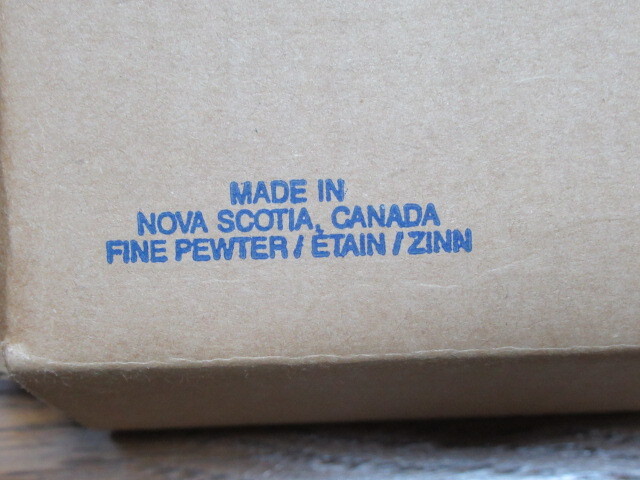 MADE IN
NOVA SCOTIA, CANADA
FINE PEWTER / ÉTAIN / ZINN